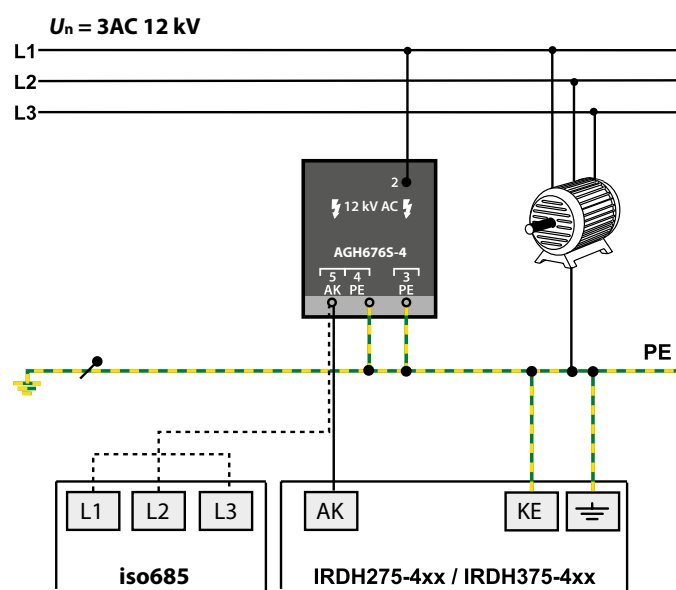 Un = 3AC 12 kV
L1
L2
L3
2
12 kV AC
AGH676S-4
5 4 3
AK PE PE
PE
L1 L2 L3 AK KE
iso685 IRDH275-4xx / IRDH375-4xx